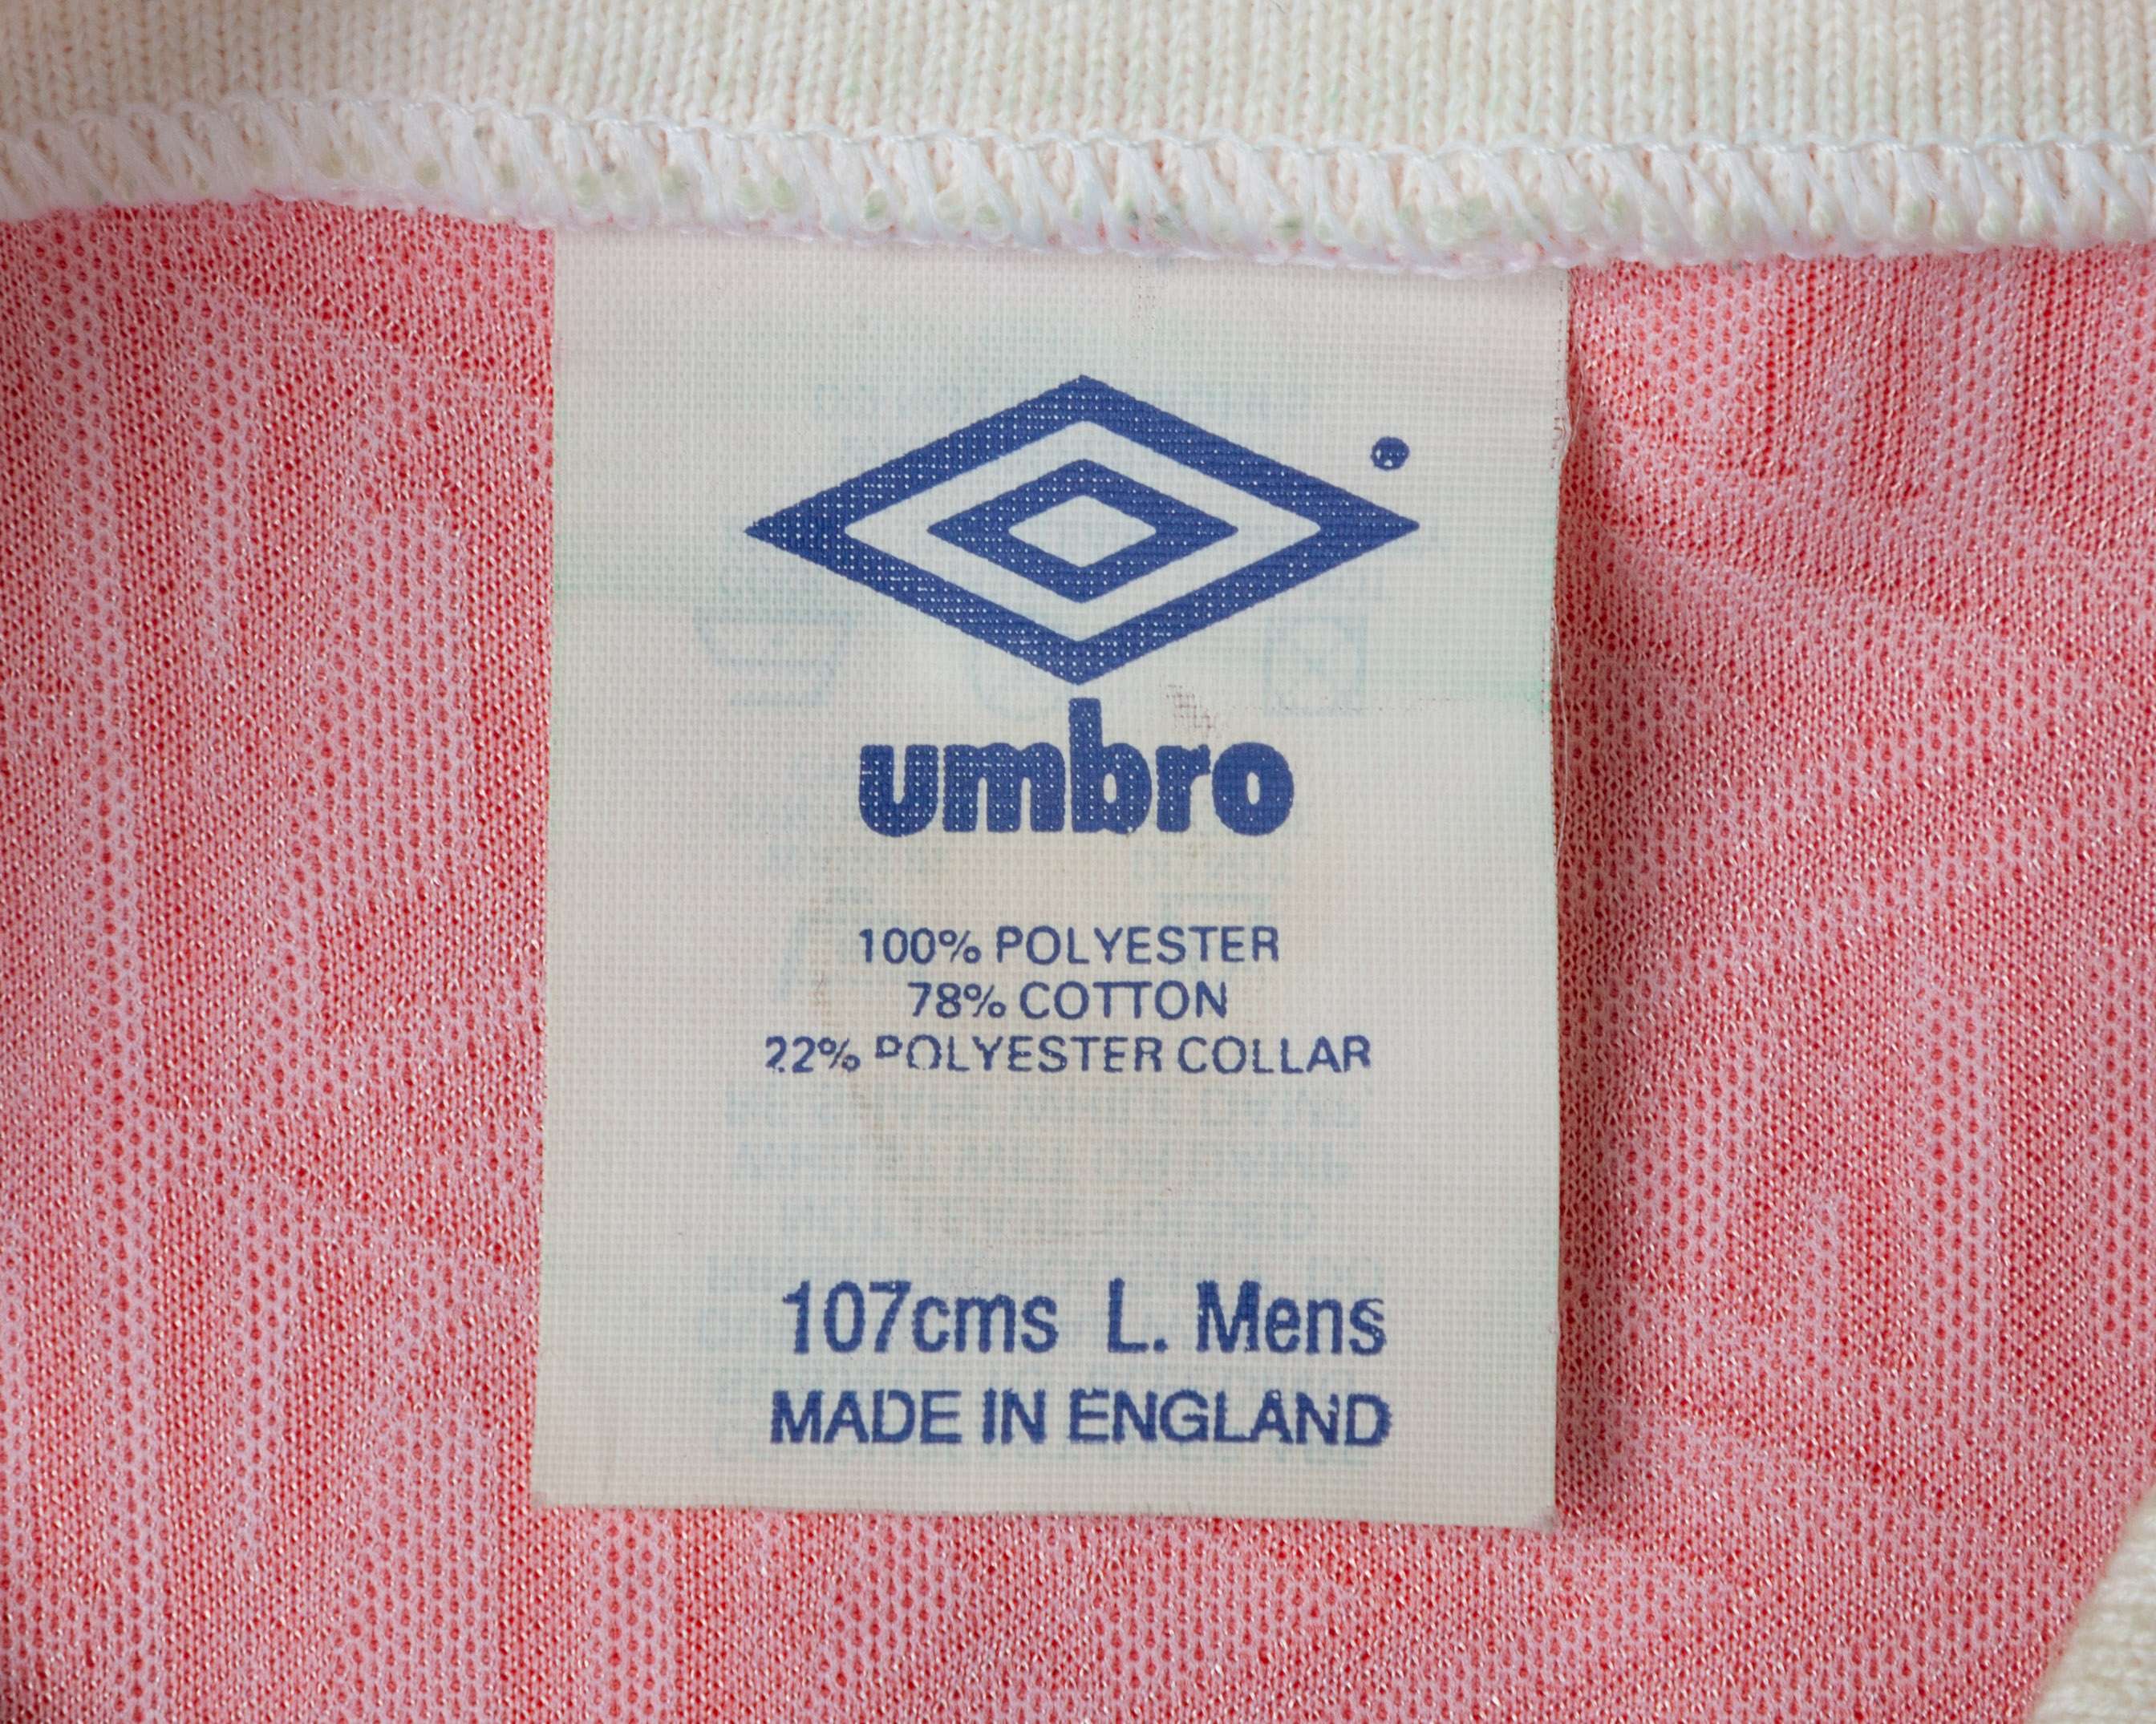 umbro
100% POLYESTER
78% COTTON
22% POLYESTER COLLAR
107cms L. Mens
MADE IN ENGLAND